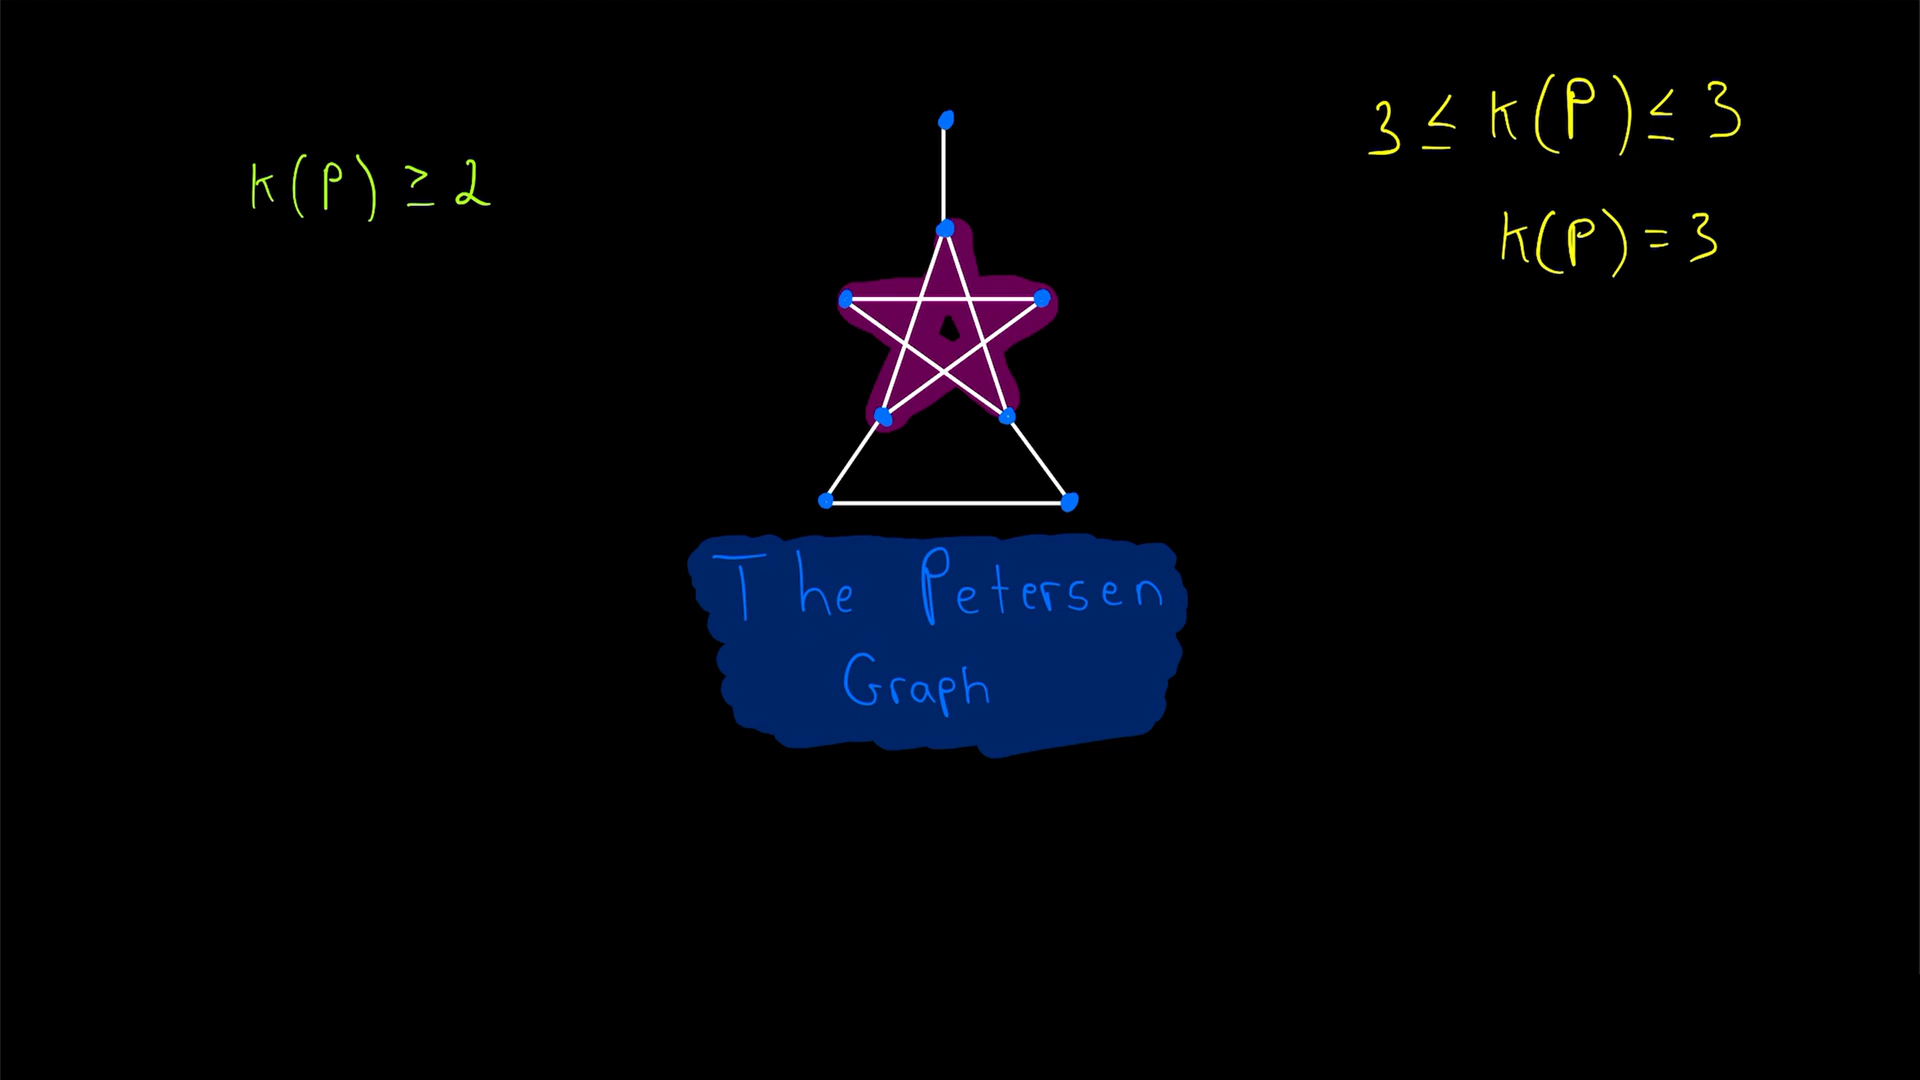 k(P) ≥ 2
3 ≤ k(P) ≤ 3
k(P) = 3
The Petersen
Graph